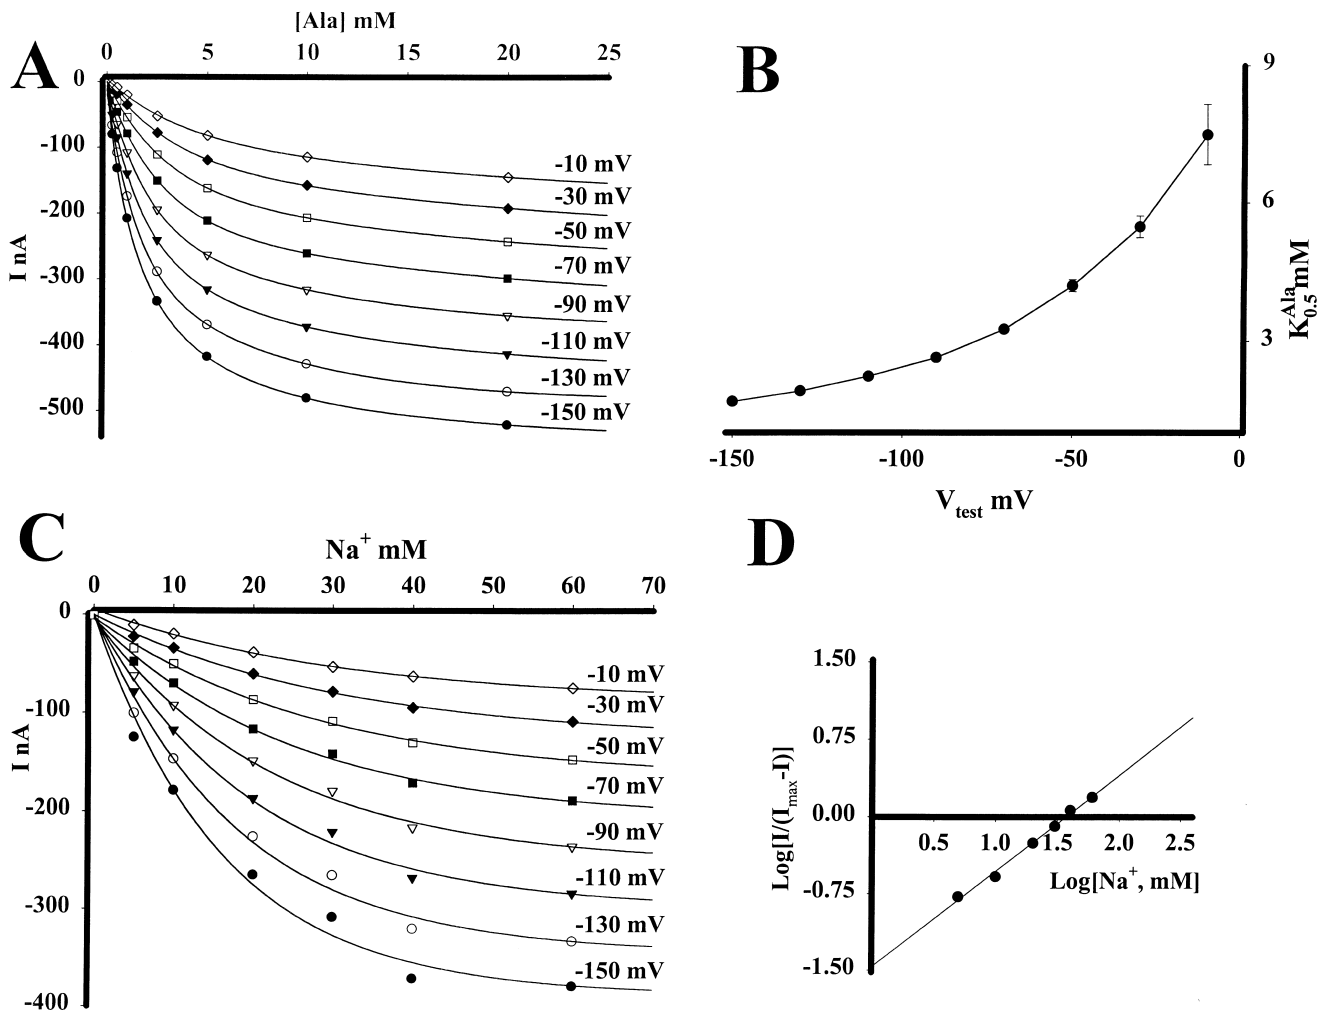 A
[Ala] mM
0 5 10 15 20 25
0
-100
-200
-300
-400
-500
I nA
-10 mV
-30 mV
-50 mV
-70 mV
-90 mV
-110 mV
-130 mV
-150 mV
B
9
6
3
K0.5Ala mM
-150 -100 -50 0
Vtest mV
C
Na+ mM
0 10 20 30 40 50 60 70
0
-100
-200
-300
-400
I nA
-10 mV
-30 mV
-50 mV
-70 mV
-90 mV
-110 mV
-130 mV
-150 mV
D
1.50
0.75
0.00
-0.75
-1.50
Log[I/(Imax-I)]
0.5 1.0 1.5 2.0 2.5
Log[Na+, mM]